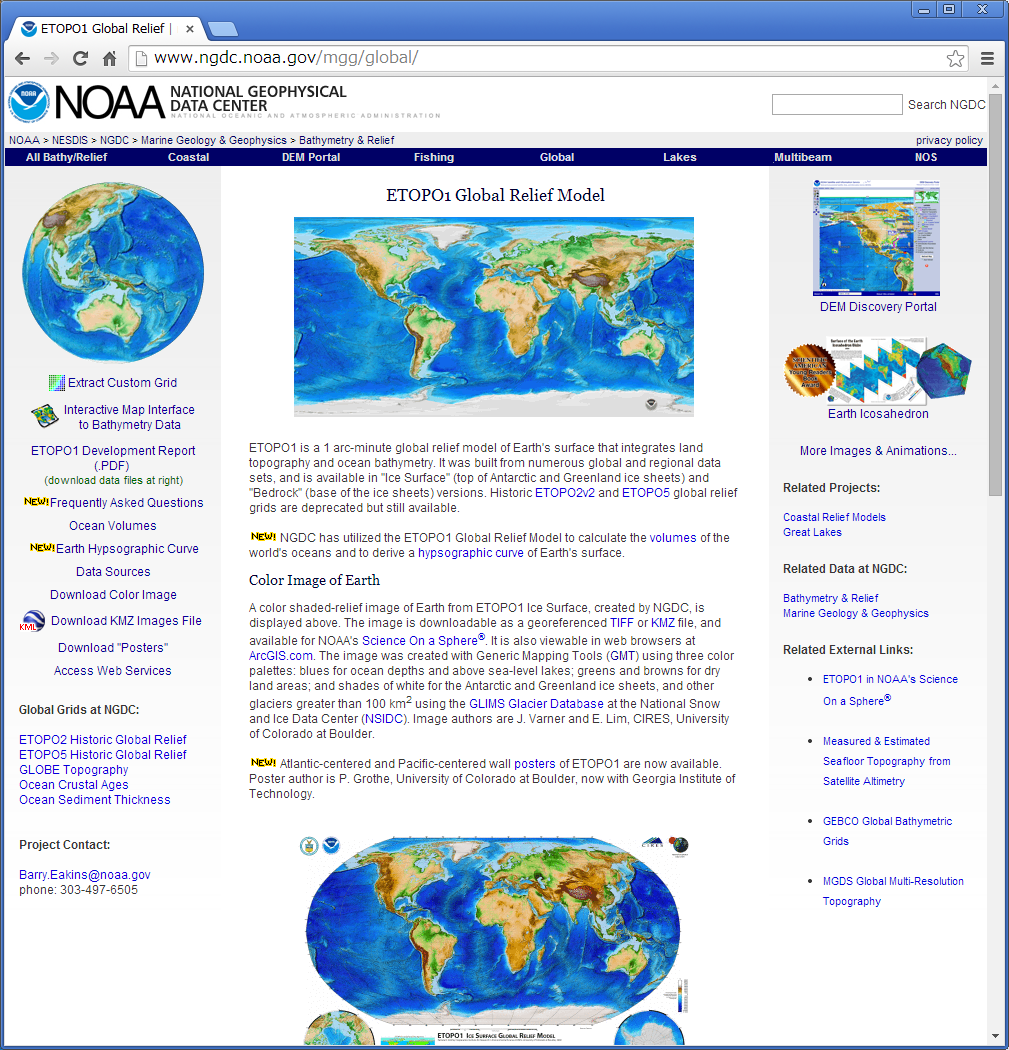 ETOPO1 Global Relief |
www.ngdc.noaa.gov/mgg/global/
NOAA
NATIONAL GEOPHYSICAL
DATA CENTER
NATIONAL OCEANIC AND ATMOSPHERIC ADMINISTRATION
Search NGDC
NOAA > NESDIS > NGDC > Marine Geology & Geophysics > Bathymetry & Relief
privacy policy
All Bathy/Relief Coastal DEM Portal Fishing Global Lakes Multibeam NOS
Extract Custom Grid
Interactive Map Interface
to Bathymetry Data
ETOPO1 Development Report
(.PDF)
(download data files at right)
NEW! Frequently Asked Questions
Ocean Volumes
NEW! Earth Hypsographic Curve
Data Sources
Download Color Image
KML Download KMZ Images File
Download "Posters"
Access Web Services
Global Grids at NGDC:
ETOPO2 Historic Global Relief
ETOPO5 Historic Global Relief
GLOBE Topography
Ocean Crustal Ages
Ocean Sediment Thickness
Project Contact:
Barry.Eakins@noaa.gov
phone: 303-497-6505
ETOPO1 Global Relief Model
ETOPO1 is a 1 arc-minute global relief model of Earth's surface that integrates land
topography and ocean bathymetry. It was built from numerous global and regional data
sets, and is available in "Ice Surface" (top of Antarctic and Greenland ice sheets) and
"Bedrock" (base of the ice sheets) versions. Historic ETOPO2v2 and ETOPO5 global relief
grids are deprecated but still available.
NEW! NGDC has utilized the ETOPO1 Global Relief Model to calculate the volumes of the
world's oceans and to derive a hypsographic curve of Earth's surface.
Color Image of Earth
A color shaded-relief image of Earth from ETOPO1 Ice Surface, created by NGDC, is
displayed above. The image is downloadable as a georeferenced TIFF or KMZ file, and
available for NOAA's Science On a Sphere®. It is also viewable in web browsers at
ArcGIS.com. The image was created with Generic Mapping Tools (GMT) using three color
palettes: blues for ocean depths and above sea-level lakes; greens and browns for dry
land areas; and shades of white for the Antarctic and Greenland ice sheets, and other
glaciers greater than 100 km² using the GLIMS Glacier Database at the National Snow
and Ice Data Center (NSIDC). Image authors are J. Varner and E. Lim, CIRES, University
of Colorado at Boulder.
NEW! Atlantic-centered and Pacific-centered wall posters of ETOPO1 are now available.
Poster author is P. Grothe, University of Colorado at Boulder, now with Georgia Institute of
Technology.
CIRES
ETOPO1 Ice Surface Global Relief Model
DEM Discovery Portal
Surface of the Earth
Icosahedron Globe
SCIENTIFIC
AMERICAN
Young Readers
Book
Award
Earth Icosahedron
More Images & Animations...
Related Projects:
Coastal Relief Models
Great Lakes
Related Data at NGDC:
Bathymetry & Relief
Marine Geology & Geophysics
Related External Links:
ETOPO1 in NOAA's Science
On a Sphere®
Measured & Estimated
Seafloor Topography from
Satellite Altimetry
GEBCO Global Bathymetric
Grids
MGDS Global Multi-Resolution
Topography